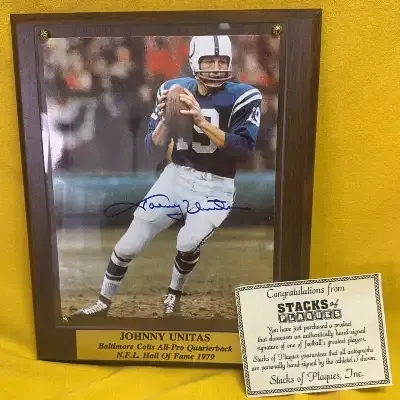 19
19
Johnny Unitas
JOHNNY UNITAS
Baltimore Colts All-Pro Quarterback
N.F.L. Hall Of Fame 1979
Congratulations from
STACKS of
PLAQUES
You have just purchased a product
that showcases an authentically hand-signed
signature of one of football's greatest players.
Stacks of Plaques guarantees that all autographs
are personally hand-signed by the athlete(s) shown.
Stacks of Plaques, Inc.